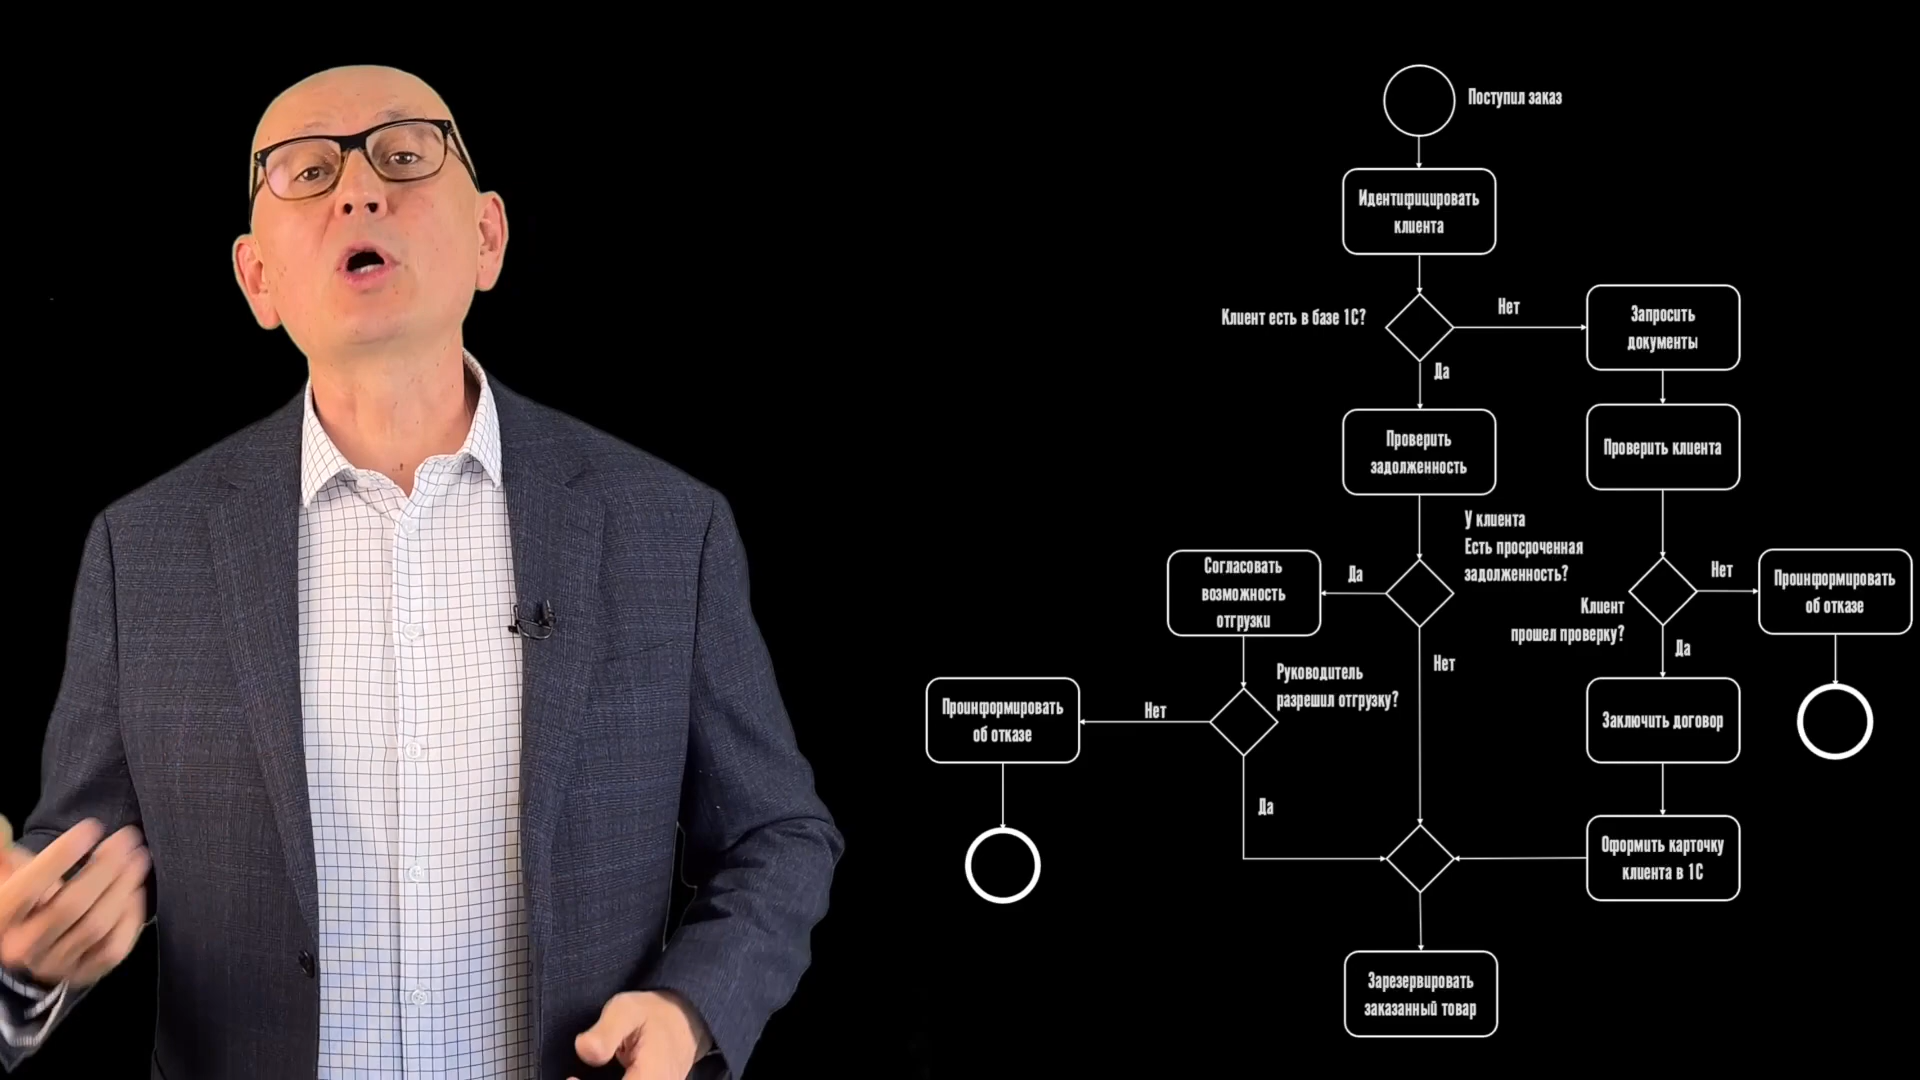 Поступил заказ
Идентифицировать
клиента
Клиент есть в базе 1С?
Нет
Запросить
документы
Да
Проверить
задолженность
Проверить клиента
У клиента
Есть просроченная
задолженность?
Согласовать
возможность
отгрузки
Да
Нет
Проинформировать
об отказе
Клиент
прошел проверку?
Да
Нет
Руководитель
разрешил отгрузку?
Проинформировать
об отказе
Нет
Заключить договор
Да
Оформить карточку
клиента в 1С
Зарезервировать
заказанный товар